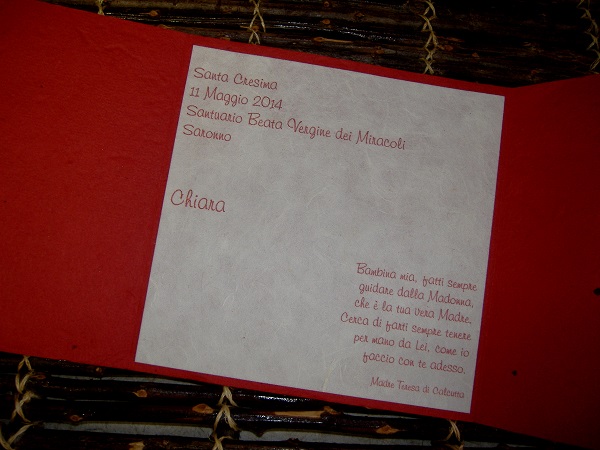 Santa Cresima
11 Maggio 2014
Santuario Beata Vergine dei Miracoli
Saronno
Chiara
Bambina mia, fatti sempre
guidare dalla Madonna,
che è la tua vera Madre.
Cerca di farti sempre tenere
per mano da Lei, come io
faccio con te adesso.
Madre Teresa di Calcutta